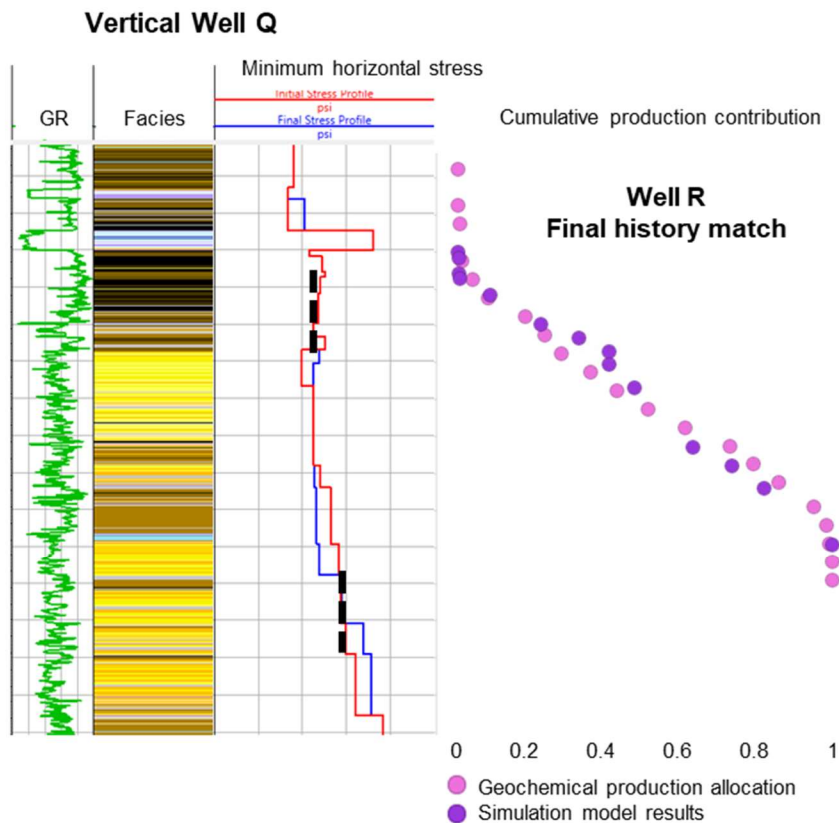 Vertical Well Q
Minimum horizontal stress
GR
Facies
Initial Stress Profile
psi
Final Stress Profile
psi
Cumulative production contribution
Well R
Final history match
0 0.2 0.4 0.6 0.8 1
Geochemical production allocation
Simulation model results